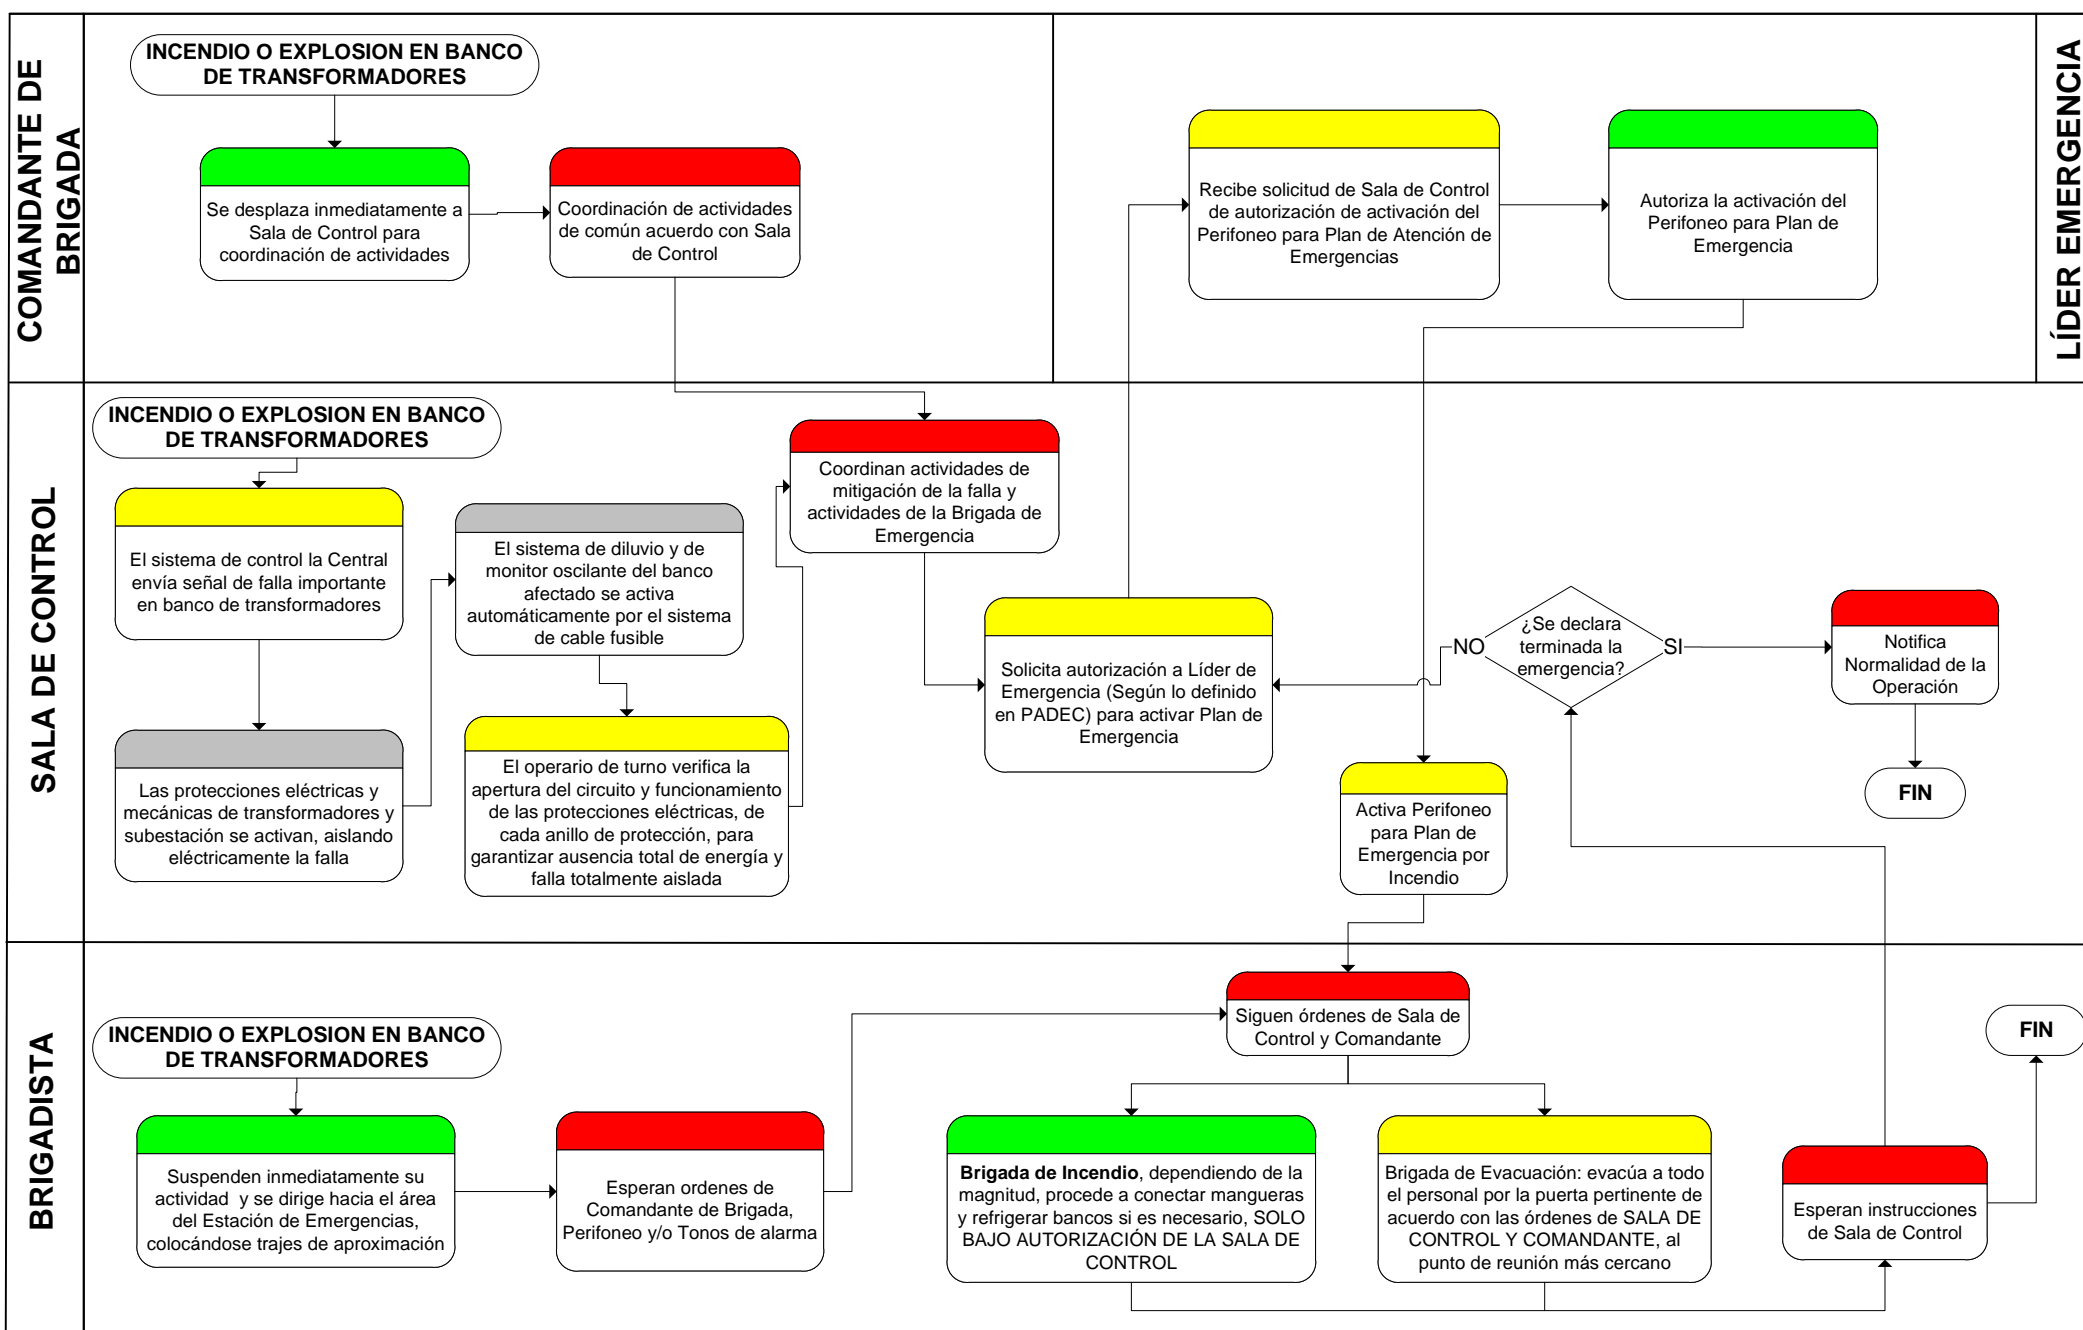 COMANDANTE DE
BRIGADA
INCENDIO O EXPLOSION EN BANCO
DE TRANSFORMADORES
Se desplaza inmediatamente a
Sala de Control para
coordinación de actividades
Coordinación de actividades
de común acuerdo con Sala
de Control
Recibe solicitud de Sala de Control
de autorización de activación del
Perifoneo para Plan de Atención de
Emergencias
Autoriza la activación del
Perifoneo para Plan de
Emergencia
LÍDER EMERGENCIA
SALA DE CONTROL
INCENDIO O EXPLOSION EN BANCO
DE TRANSFORMADORES
El sistema de control la Central
envía señal de falla importante
en banco de transformadores
Las protecciones eléctricas y
mecánicas de transformadores y
subestación se activan, aislando
eléctricamente la falla
El sistema de diluvio y de
monitor oscilante del banco
afectado se activa
automáticamente por el sistema
de cable fusible
El operario de turno verifica la
apertura del circuito y funcionamiento
de las protecciones eléctricas, de
cada anillo de protección, para
garantizar ausencia total de energía y
falla totalmente aislada
Coordinan actividades de
mitigación de la falla y
actividades de la Brigada de
Emergencia
Solicita autorización a Líder de
Emergencia (Según lo definido
en PADEC) para activar Plan de
Emergencia
Activa Perifoneo
para Plan de
Emergencia por
Incendio
NO
¿Se declara
terminada la
emergencia?
SI
Notifica
Normalidad de la
Operación
FIN
BRIGADISTA
INCENDIO O EXPLOSION EN BANCO
DE TRANSFORMADORES
Suspenden inmediatamente su
actividad y se dirige hacia el área
del Estación de Emergencias,
colocándose trajes de aproximación
Esperan ordenes de
Comandante de Brigada,
Perifoneo y/o Tonos de alarma
Siguen órdenes de Sala de
Control y Comandante
Brigada de Incendio, dependiendo de la
magnitud, procede a conectar mangueras
y refrigerar bancos si es necesario, SOLO
BAJO AUTORIZACIÓN DE LA SALA DE
CONTROL
Brigada de Evacuación: evacúa a todo
el personal por la puerta pertinente de
acuerdo con las órdenes de SALA DE
CONTROL Y COMANDANTE, al
punto de reunión más cercano
Esperan instrucciones
de Sala de Control
FIN